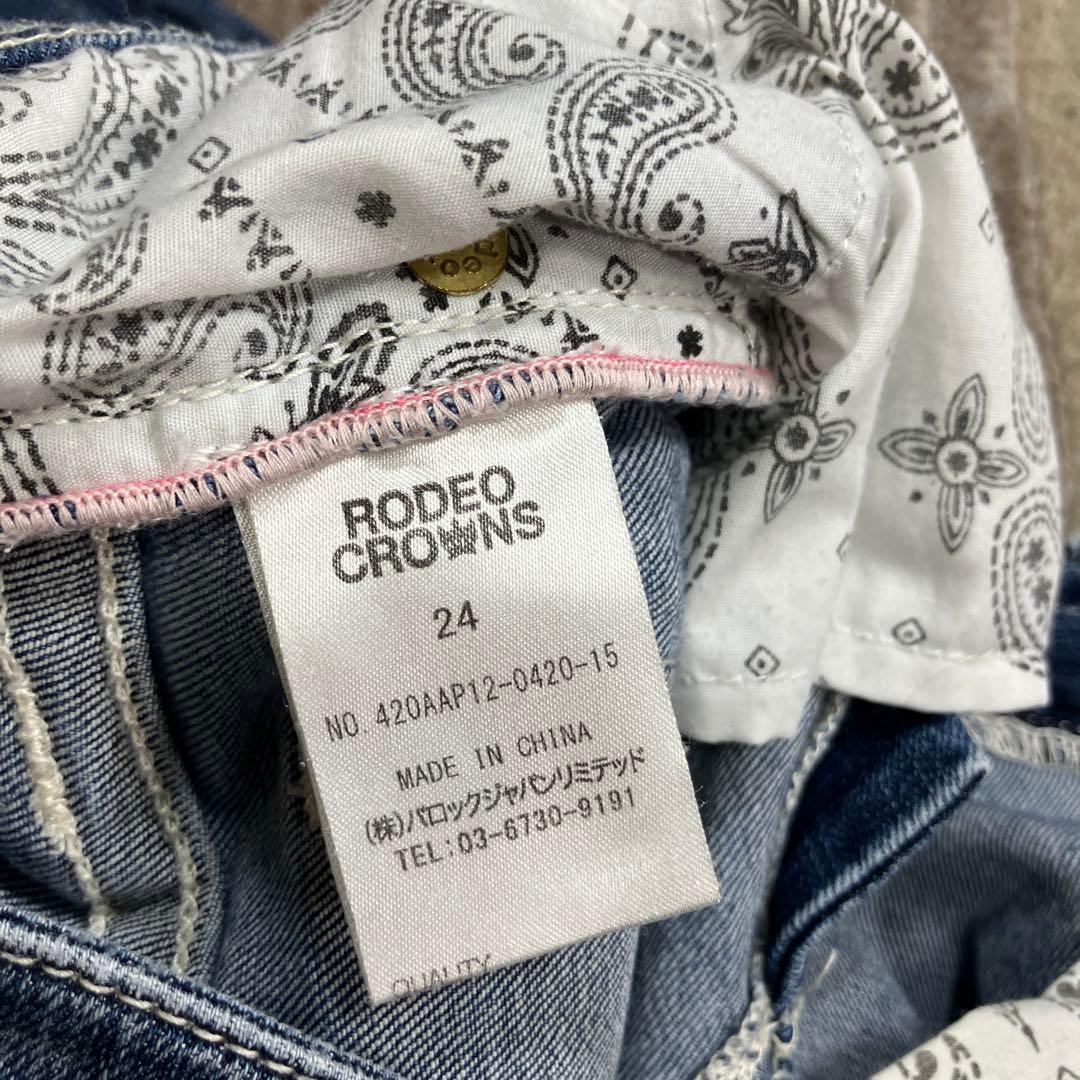 RODEO
CROWNS
24
NO. 420AAP12-0420-15
MADE IN CHINA
(株)バロックジャパンリミテッド
TEL:03-6730-9191
QUALITY